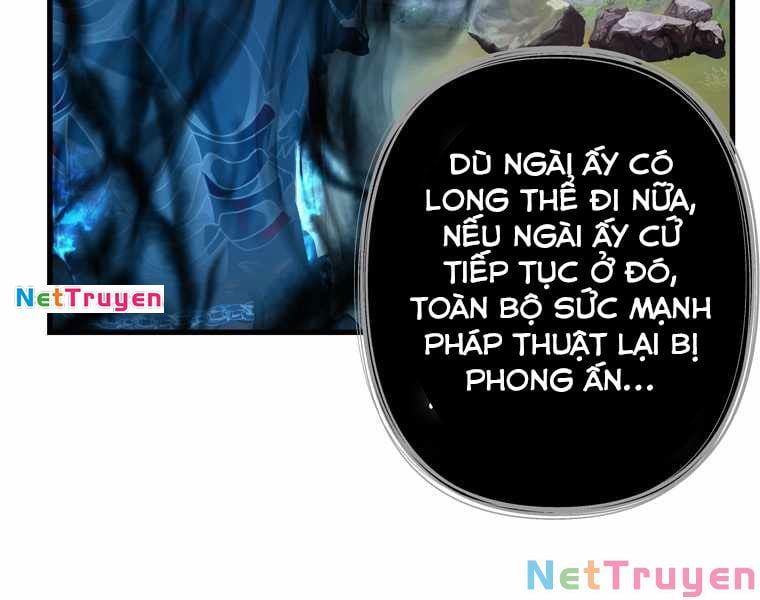 DÙ NGÀI ẤY CÓ
LONG THỂ ĐI NỮA,
NẾU NGÀI ẤY CỨ
TIẾP TỤC Ở ĐÓ,
TOÀN BỘ SỨC MẠNH
PHÁP THUẬT LẠI BỊ
PHONG ẤN...
NetTruyen
NetTruyen